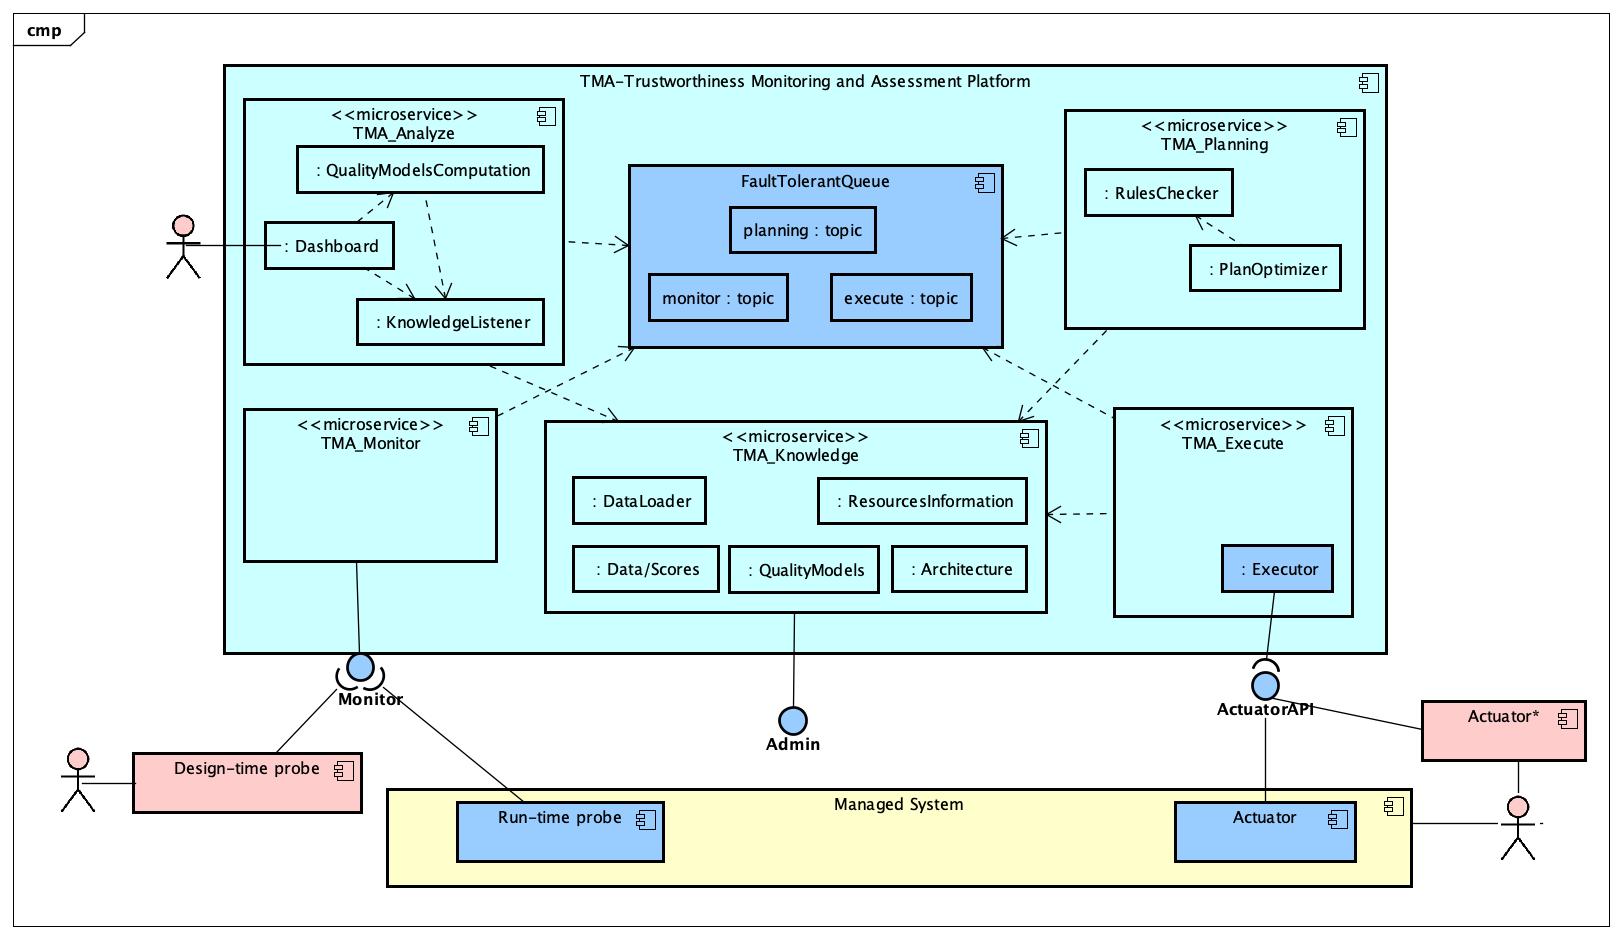 cmp
TMA-Trustworthiness Monitoring and Assessment Platform
<<microservice>>
TMA_Analyze
: QualityModelsComputation
: Dashboard
: KnowledgeListener
FaultTolerantQueue
planning : topic
monitor : topic
execute : topic
<<microservice>>
TMA_Planning
: RulesChecker
: PlanOptimizer
<<microservice>>
TMA_Monitor
<<microservice>>
TMA_Knowledge
: DataLoader
: ResourcesInformation
: Data/Scores
: QualityModels
: Architecture
<<microservice>>
TMA_Execute
: Executor
Monitor
Admin
ActuatorAPI
Actuator*
Design-time probe
Managed System
Run-time probe
Actuator